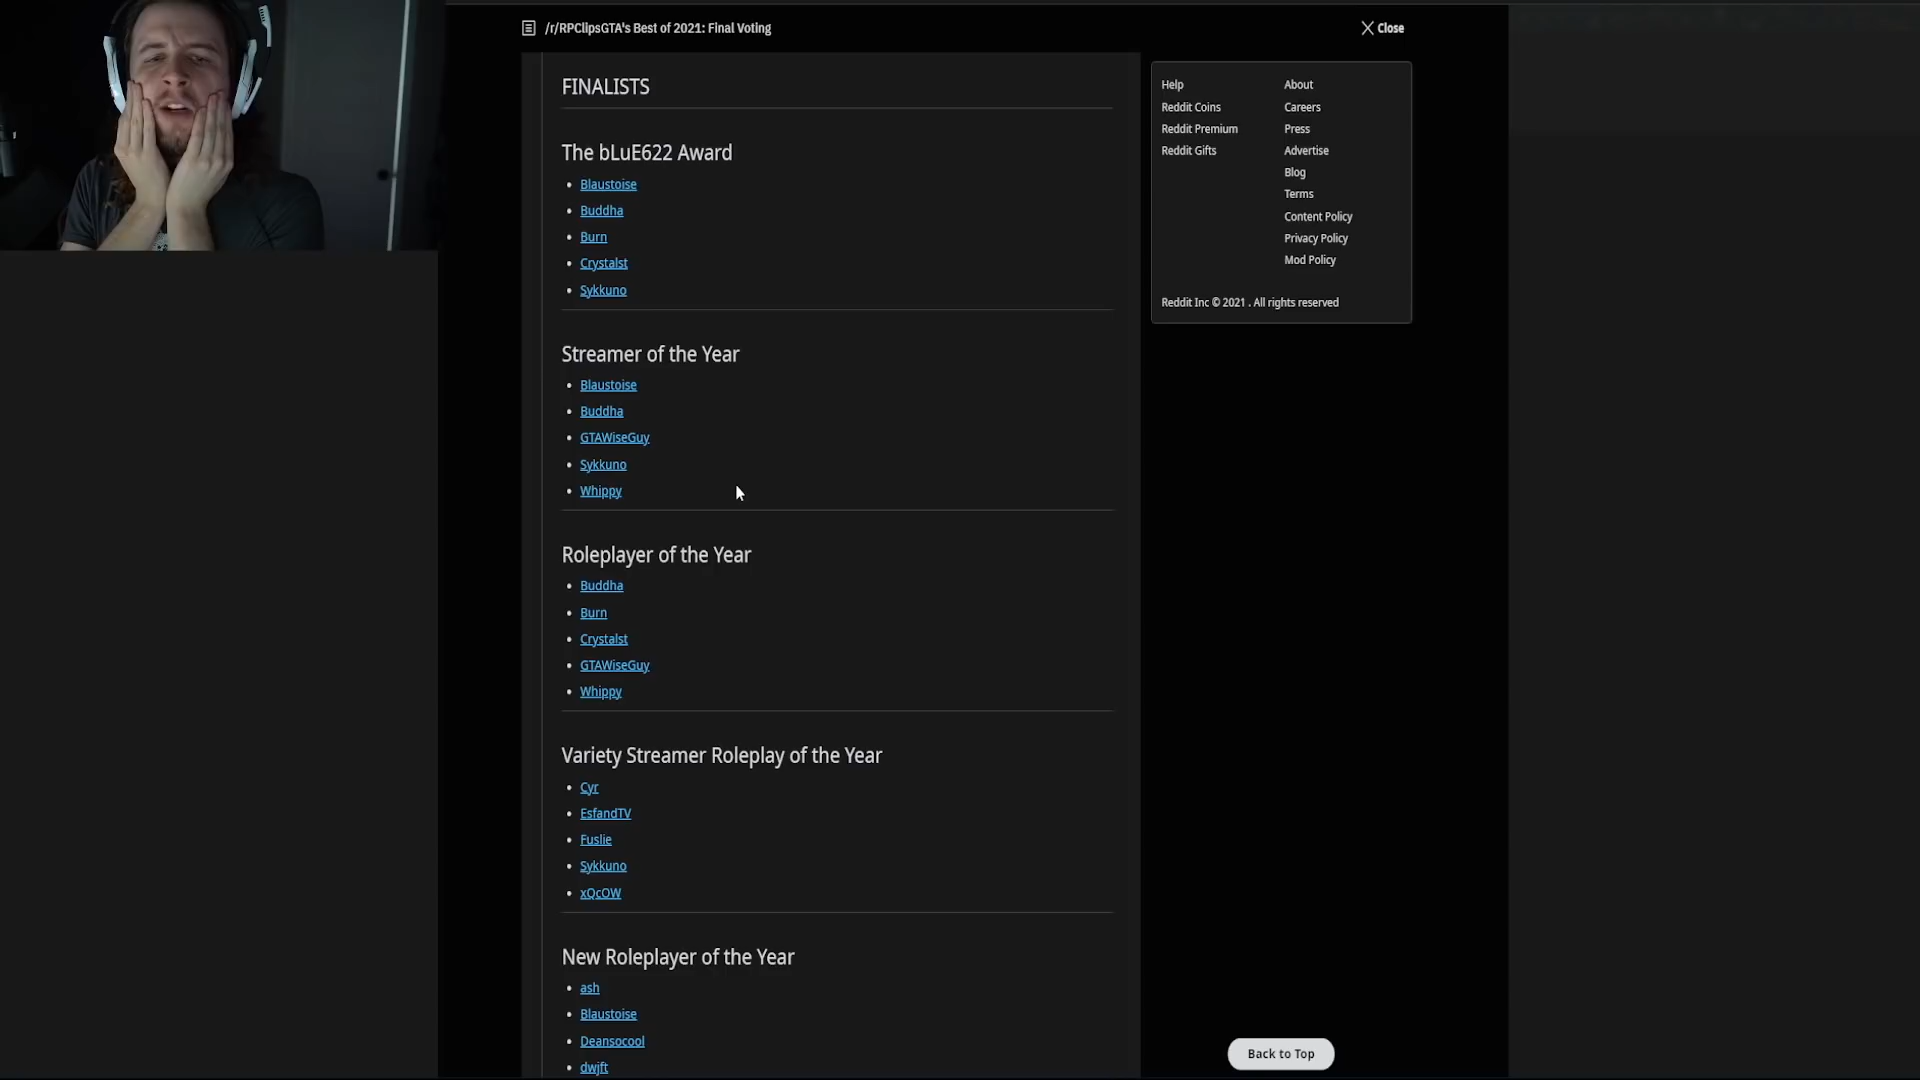 /r/RPClipsGTA's Best of 2021: Final Voting
Close
FINALISTS
The bLuE622 Award
Blaustoise
Buddha
Burn
Crystalst
Sykkuno
Streamer of the Year
Blaustoise
Buddha
GTAWiseGuy
Sykkuno
Whippy
Roleplayer of the Year
Buddha
Burn
Crystalst
GTAWiseGuy
Whippy
Variety Streamer Roleplay of the Year
Cyr
EsfandTV
Fuslie
Sykkuno
xQcOW
New Roleplayer of the Year
ash
Blaustoise
Deansocool
dwjft
Help
Reddit Coins
Reddit Premium
Reddit Gifts
About
Careers
Press
Advertise
Blog
Terms
Content Policy
Privacy Policy
Mod Policy
Reddit Inc © 2021 . All rights reserved
Back to Top